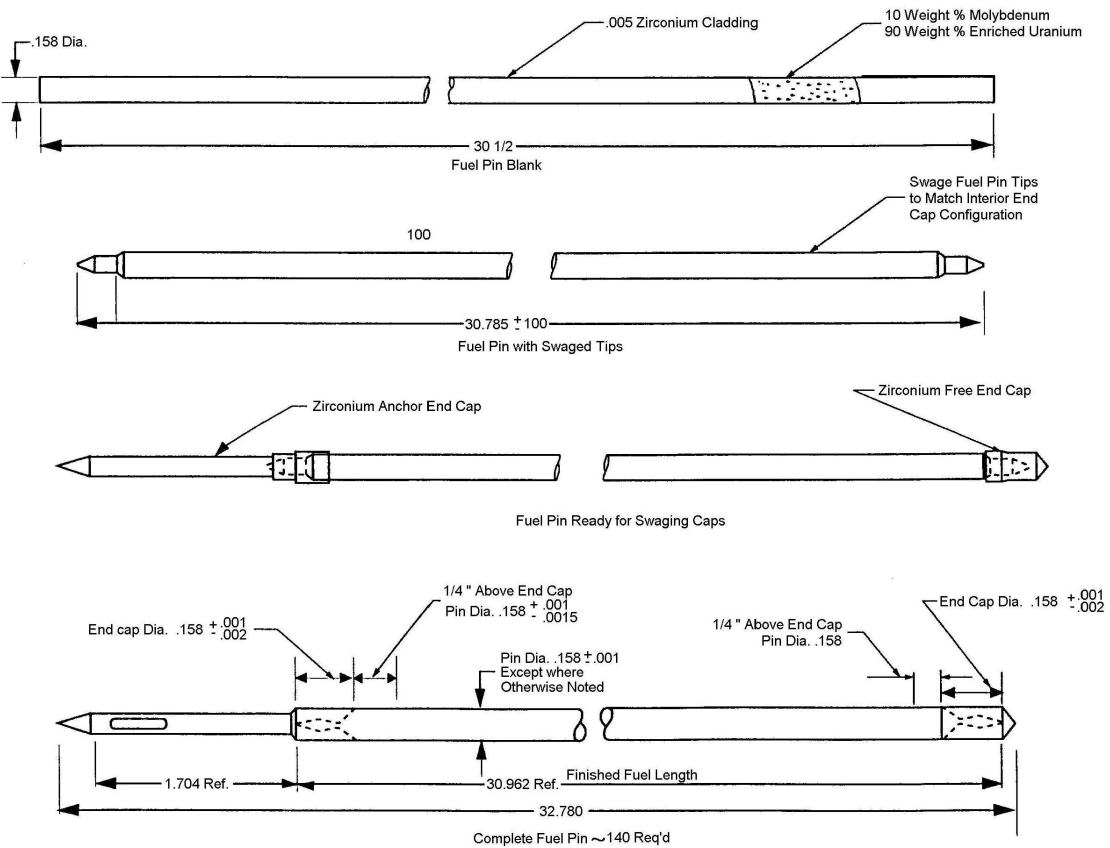 .158 Dia.
.005 Zirconium Cladding
10 Weight % Molybdenum
90 Weight % Enriched Uranium
30 1/2
Fuel Pin Blank
Swage Fuel Pin Tips
to Match Interior End
Cap Configuration
100
30.785 ± 100
Fuel Pin with Swaged Tips
Zirconium Anchor End Cap
Zirconium Free End Cap
Fuel Pin Ready for Swaging Caps
1/4 " Above End Cap
Pin Dia. .158 + .001
- .0015
End cap Dia. .158 + .001
- .002
Pin Dia. .158 ± .001
Except where
Otherwise Noted
1/4 " Above End Cap
Pin Dia. .158
End Cap Dia. .158 + .001
- .002
1.704 Ref.
30.962 Ref.
Finished Fuel Length
32.780
Complete Fuel Pin ~140 Req'd